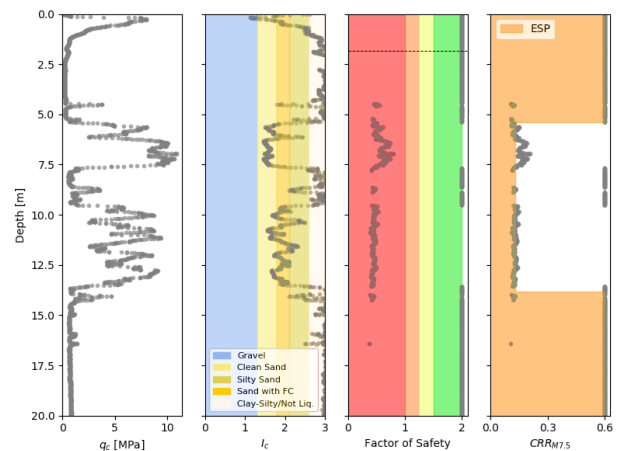 0.0
2.5
5.0
7.5
10.0
12.5
15.0
17.5
20.0
Depth [m]
0 5 10
q_c [MPa]
Gravel
Clean Sand
Silty Sand
Sand with FC
Clay-Silty/Not Liq.
0 1 2 3
I_c
0 1 2
Factor of Safety
ESP
0.0 0.3 0.6
CRR_M7.5